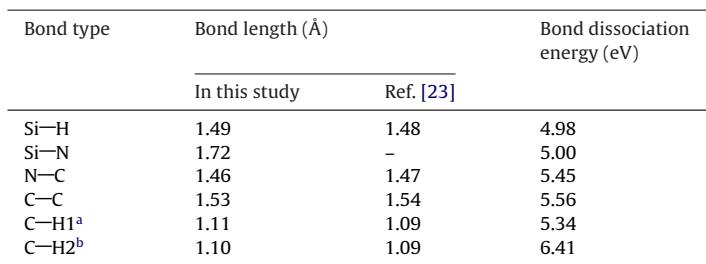 Bond type Bond length (Å) Bond dissociation
energy (eV)
In this study Ref. [23]
Si—H 1.49 1.48 4.98
Si—N 1.72 – 5.00
N—C 1.46 1.47 5.45
C—C 1.53 1.54 5.56
C—H1ᵃ 1.11 1.09 5.34
C—H2ᵇ 1.10 1.09 6.41